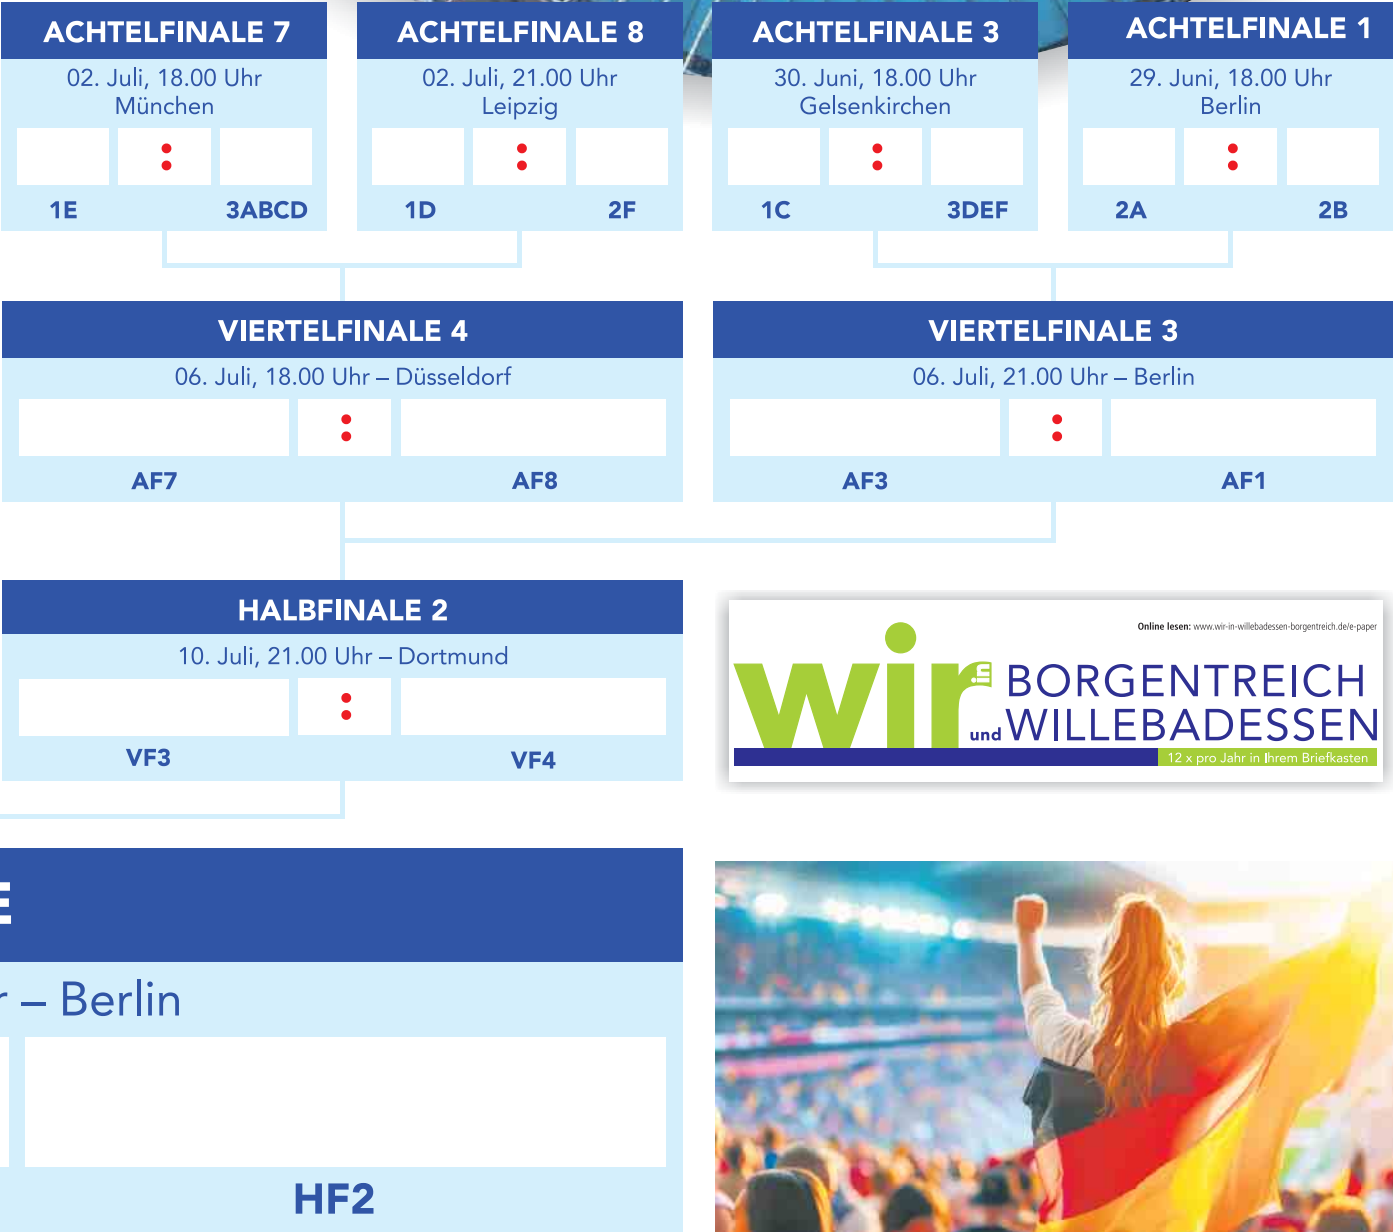 ACHTELFINALE 7
02. Juli, 18.00 Uhr
München
:
1E 3ABCD
ACHTELFINALE 8
02. Juli, 21.00 Uhr
Leipzig
:
1D 2F
ACHTELFINALE 3
30. Juni, 18.00 Uhr
Gelsenkirchen
:
1C 3DEF
ACHTELFINALE 1
29. Juni, 18.00 Uhr
Berlin
:
2A 2B
VIERTELFINALE 4
06. Juli, 18.00 Uhr – Düsseldorf
:
AF7 AF8
VIERTELFINALE 3
06. Juli, 21.00 Uhr – Berlin
:
AF3 AF1
HALBFINALE 2
10. Juli, 21.00 Uhr – Dortmund
:
VF3 VF4
Online lesen: www.wir-in-willebadessen-borgentreich.de/e-paper
wir in BORGENTREICH
und WILLEBADESSEN
12 x pro Jahr in Ihrem Briefkasten
E
r – Berlin
HF2